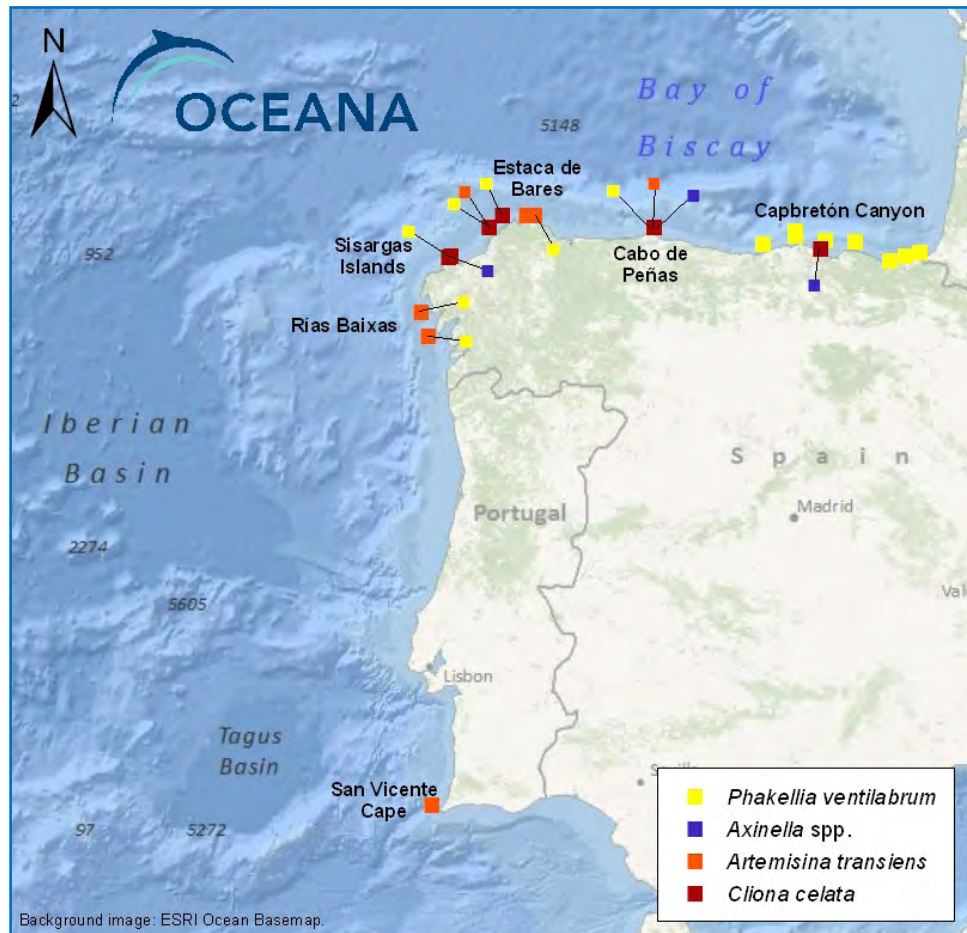 N
OCEANA
Bay of
Biscay
5148
Estaca de
Bares
Capbretón Canyon
Sisargas
Islands
952
Cabo de
Peñas
Rías Baixas
Iberian
Basin
Spain
Portugal
Madrid
2274
5605
Lisbon
Tagus
Basin
San Vicente
Cape
97
5272
Phakellia ventilabrum
Axinella spp.
Artemisina transiens
Cliona celata
Background image: ESRI Ocean Basemap.